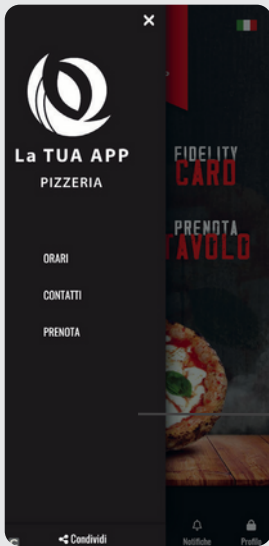 La TUA APP
PIZZERIA
ORARI
CONTATTI
PRENOTA
Condividi
FIDELITY
CARD
PRENOTA
TAVOLO
Notifiche
Profilo